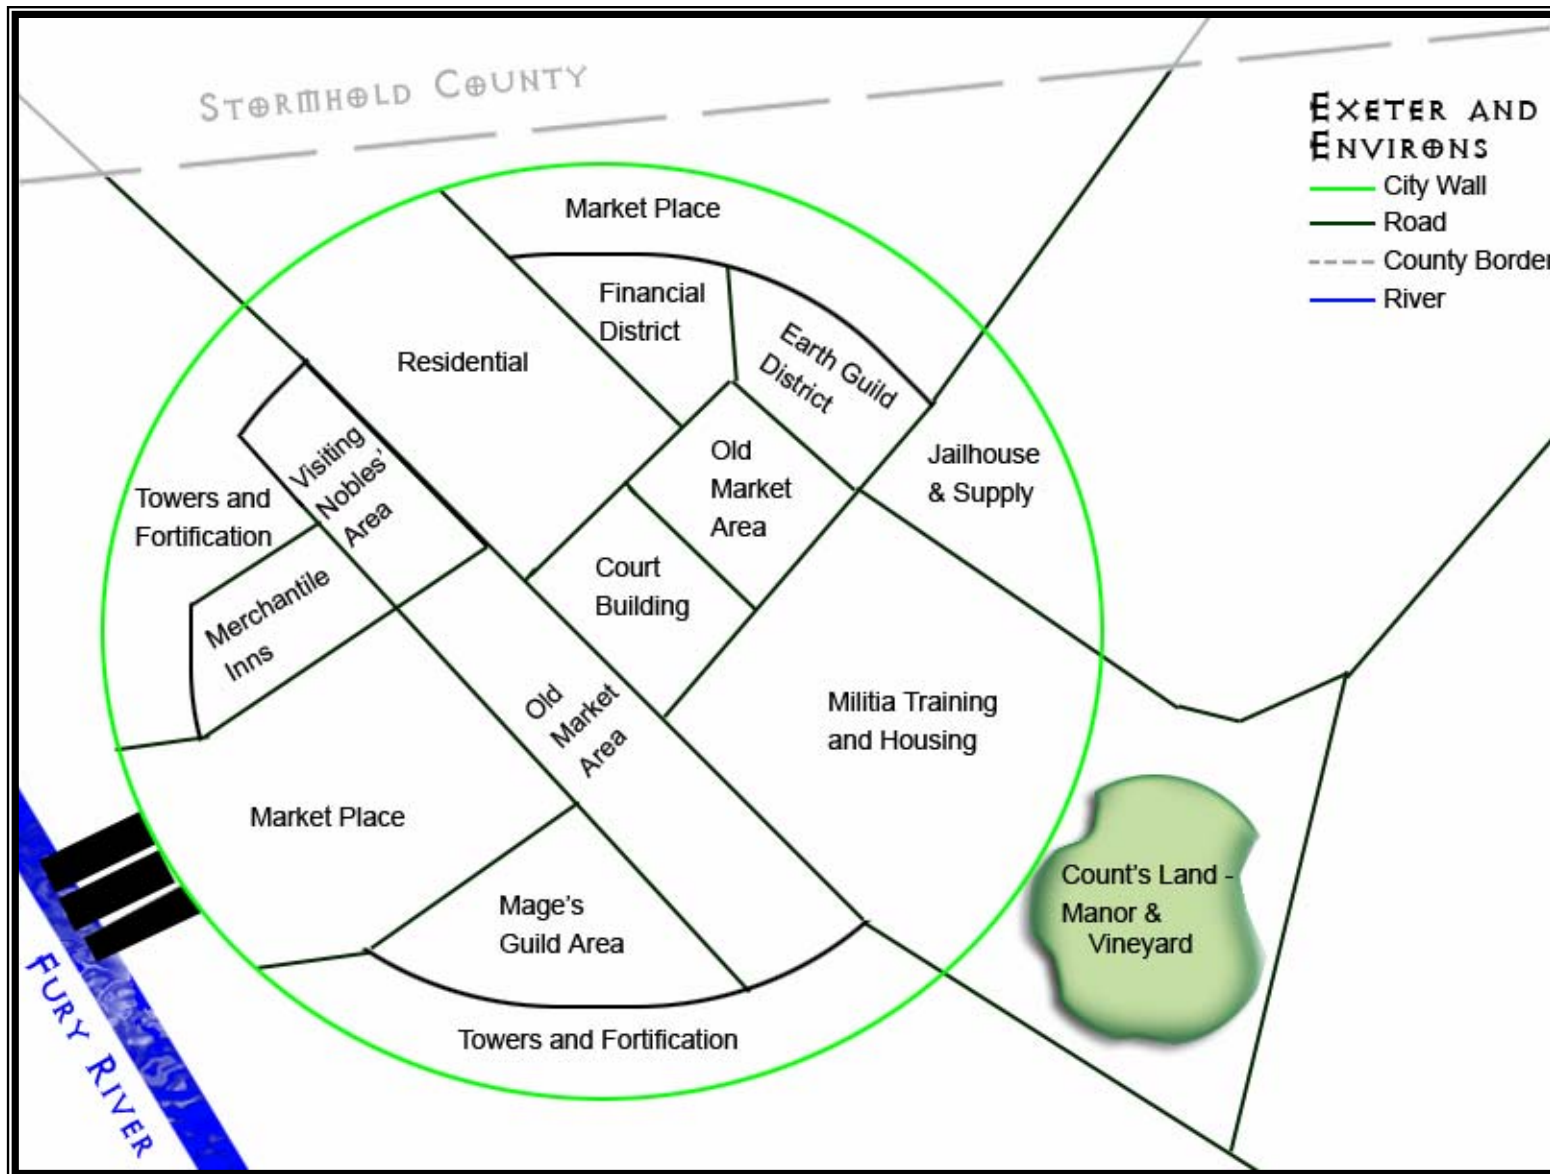 STORMHOLD COUNTY
EXETER AND
ENVIRONS
City Wall
Road
County Border
River
Market Place
Financial
District
Earth Guild
District
Residential
Visiting
Nobles'
Area
Old
Market
Area
Jailhouse
& Supply
Towers and
Fortification
Merchantile
Inns
Court
Building
Old
Market
Area
Militia Training
and Housing
Market Place
Count's Land -
Manor &
Vineyard
Mage's
Guild Area
Towers and Fortification
FURY RIVER